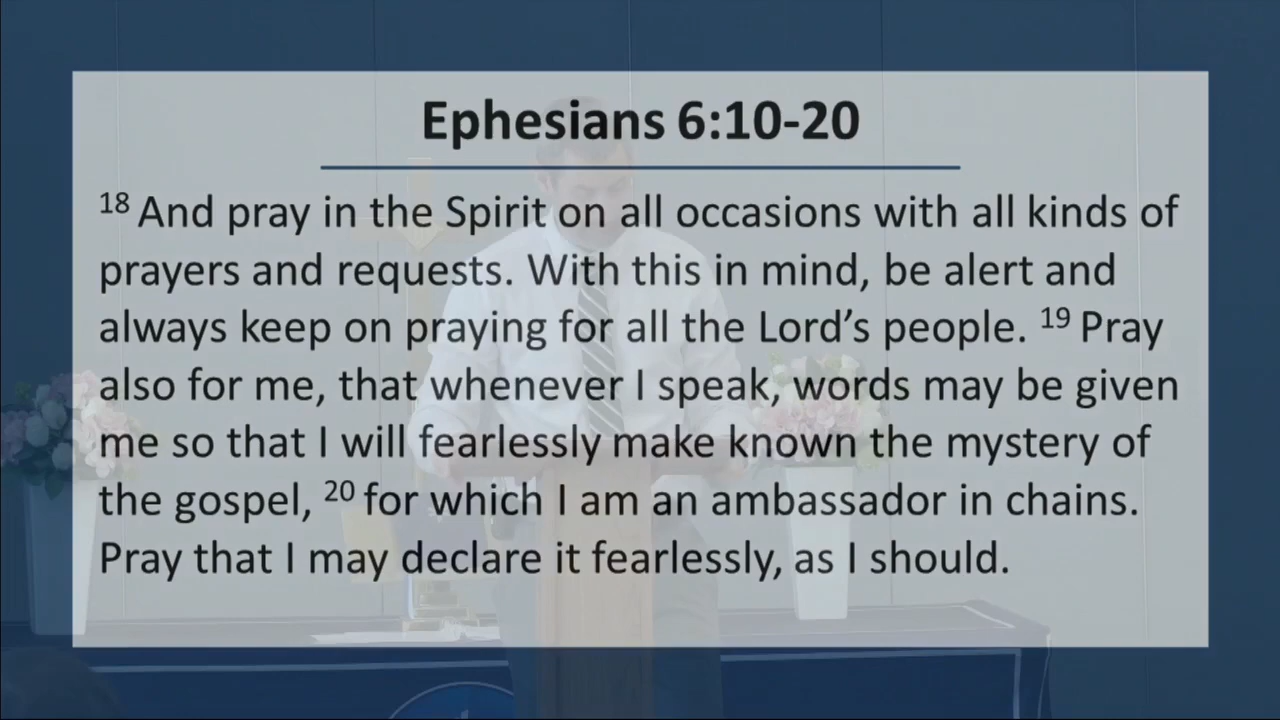 Ephesians 6:10-20
18 And pray in the Spirit on all occasions with all kinds of
prayers and requests. With this in mind, be alert and
always keep on praying for all the Lord’s people. 19 Pray
also for me, that whenever I speak, words may be given
me so that I will fearlessly make known the mystery of
the gospel, 20 for which I am an ambassador in chains.
Pray that I may declare it fearlessly, as I should.